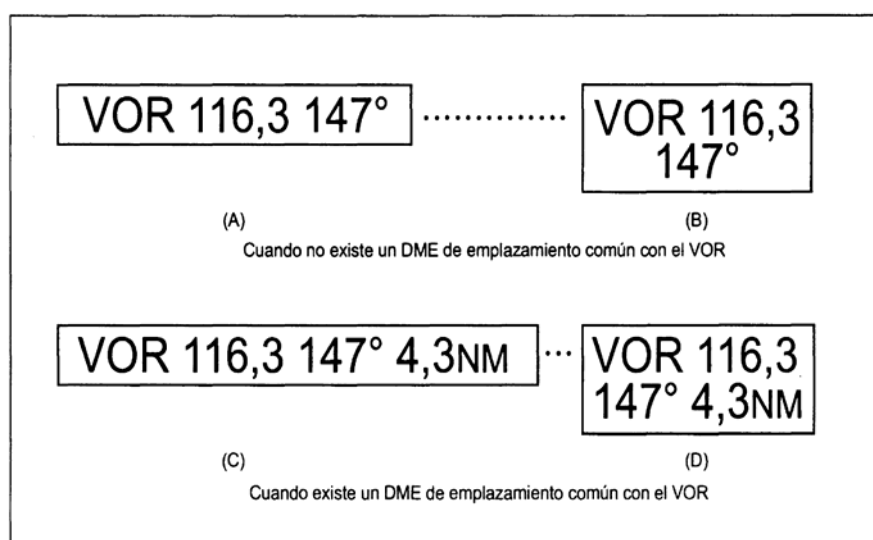 VOR 116,3 147° .............. VOR 116,3
147°
(A) (B)
Cuando no existe un DME de emplazamiento común con el VOR
VOR 116,3 147° 4,3NM ... VOR 116,3
147° 4,3NM
(C) (D)
Cuando existe un DME de emplazamiento común con el VOR